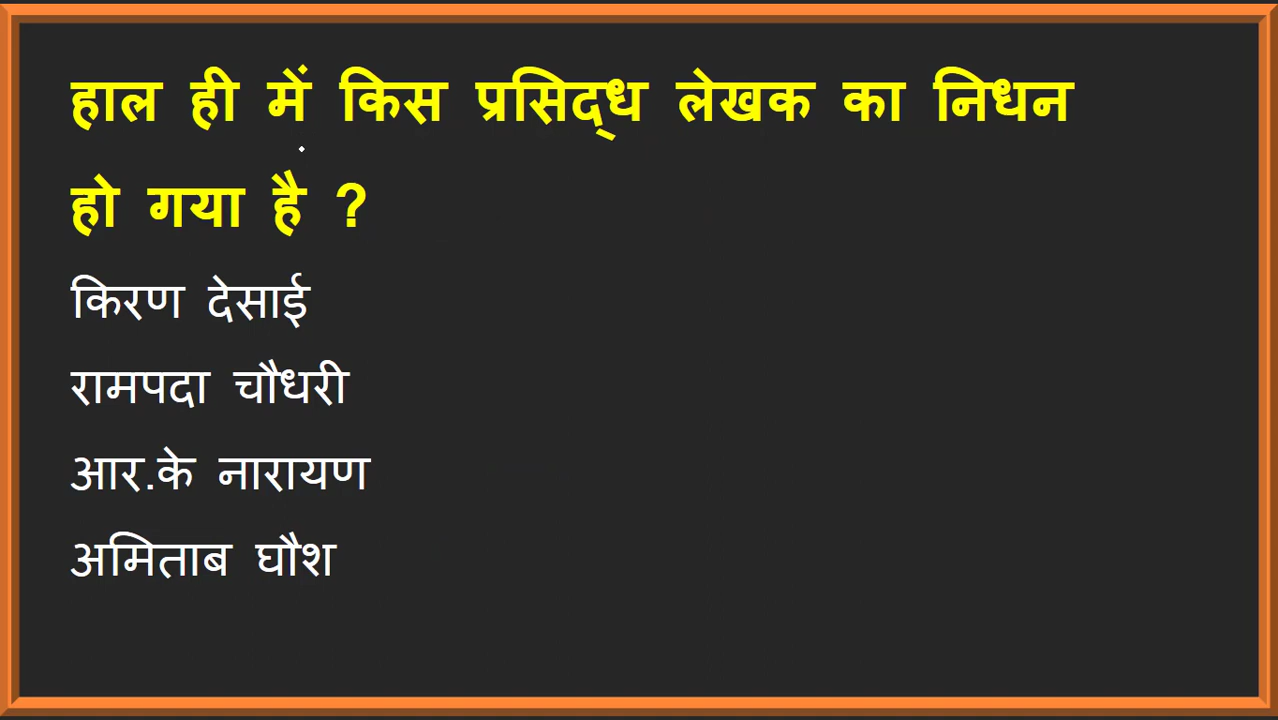 हाल ही में किस प्रसिद्ध लेखक का निधन
हो गया है ?
किरण देसाई
रामपदा चौधरी
आर.के नारायण
अमिताब घौश